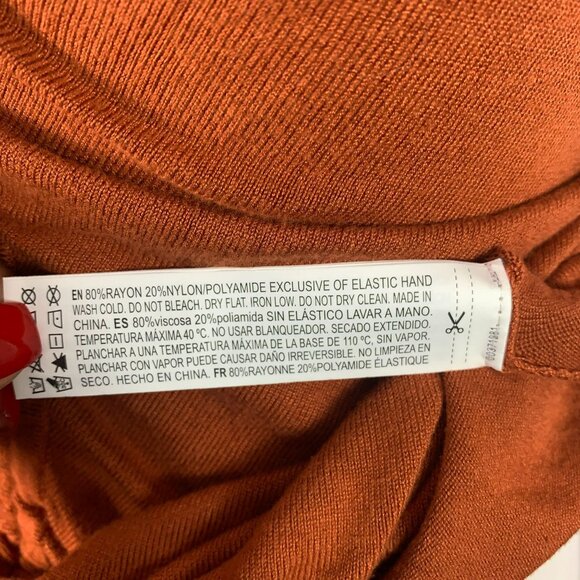 EN 80%RAYON 20%NYLON/POLYAMIDE EXCLUSIVE OF ELASTIC HAND
WASH COLD. DO NOT BLEACH, DRY FLAT. IRON LOW. DO NOT DRY CLEAN. MADE IN
CHINA. ES 80%viscosa 20%poliamida SIN ELÁSTICO LAVAR A MANO.
TEMPERATURA MÁXIMA 40 ºC. NO USAR BLANQUEADOR. SECADO EXTENDIDO.
PLANCHAR A UNA TEMPERATURA MÁXIMA DE LA BASE DE 110 ºC, SIN VAPOR.
PLANCHAR CON VAPOR PUEDE CAUSAR DAÑO IRREVERSIBLE. NO LIMPIEZA EN
SECO. HECHO EN CHINA. FR 80%RAYONNE 20%POLYAMIDE ÉLASTIQUE